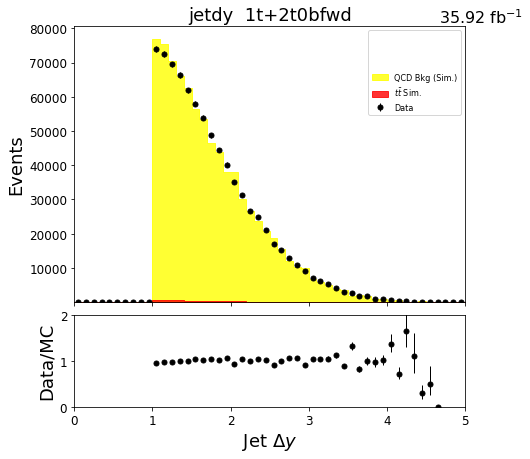 jetdy 1t+2t0bfwd
35.92 fb⁻¹
QCD Bkg (Sim.)
tt̄ Sim.
Data
Events
80000
70000
60000
50000
40000
30000
20000
10000
Data/MC
2
1
0
0 1 2 3 4 5
Jet Δy